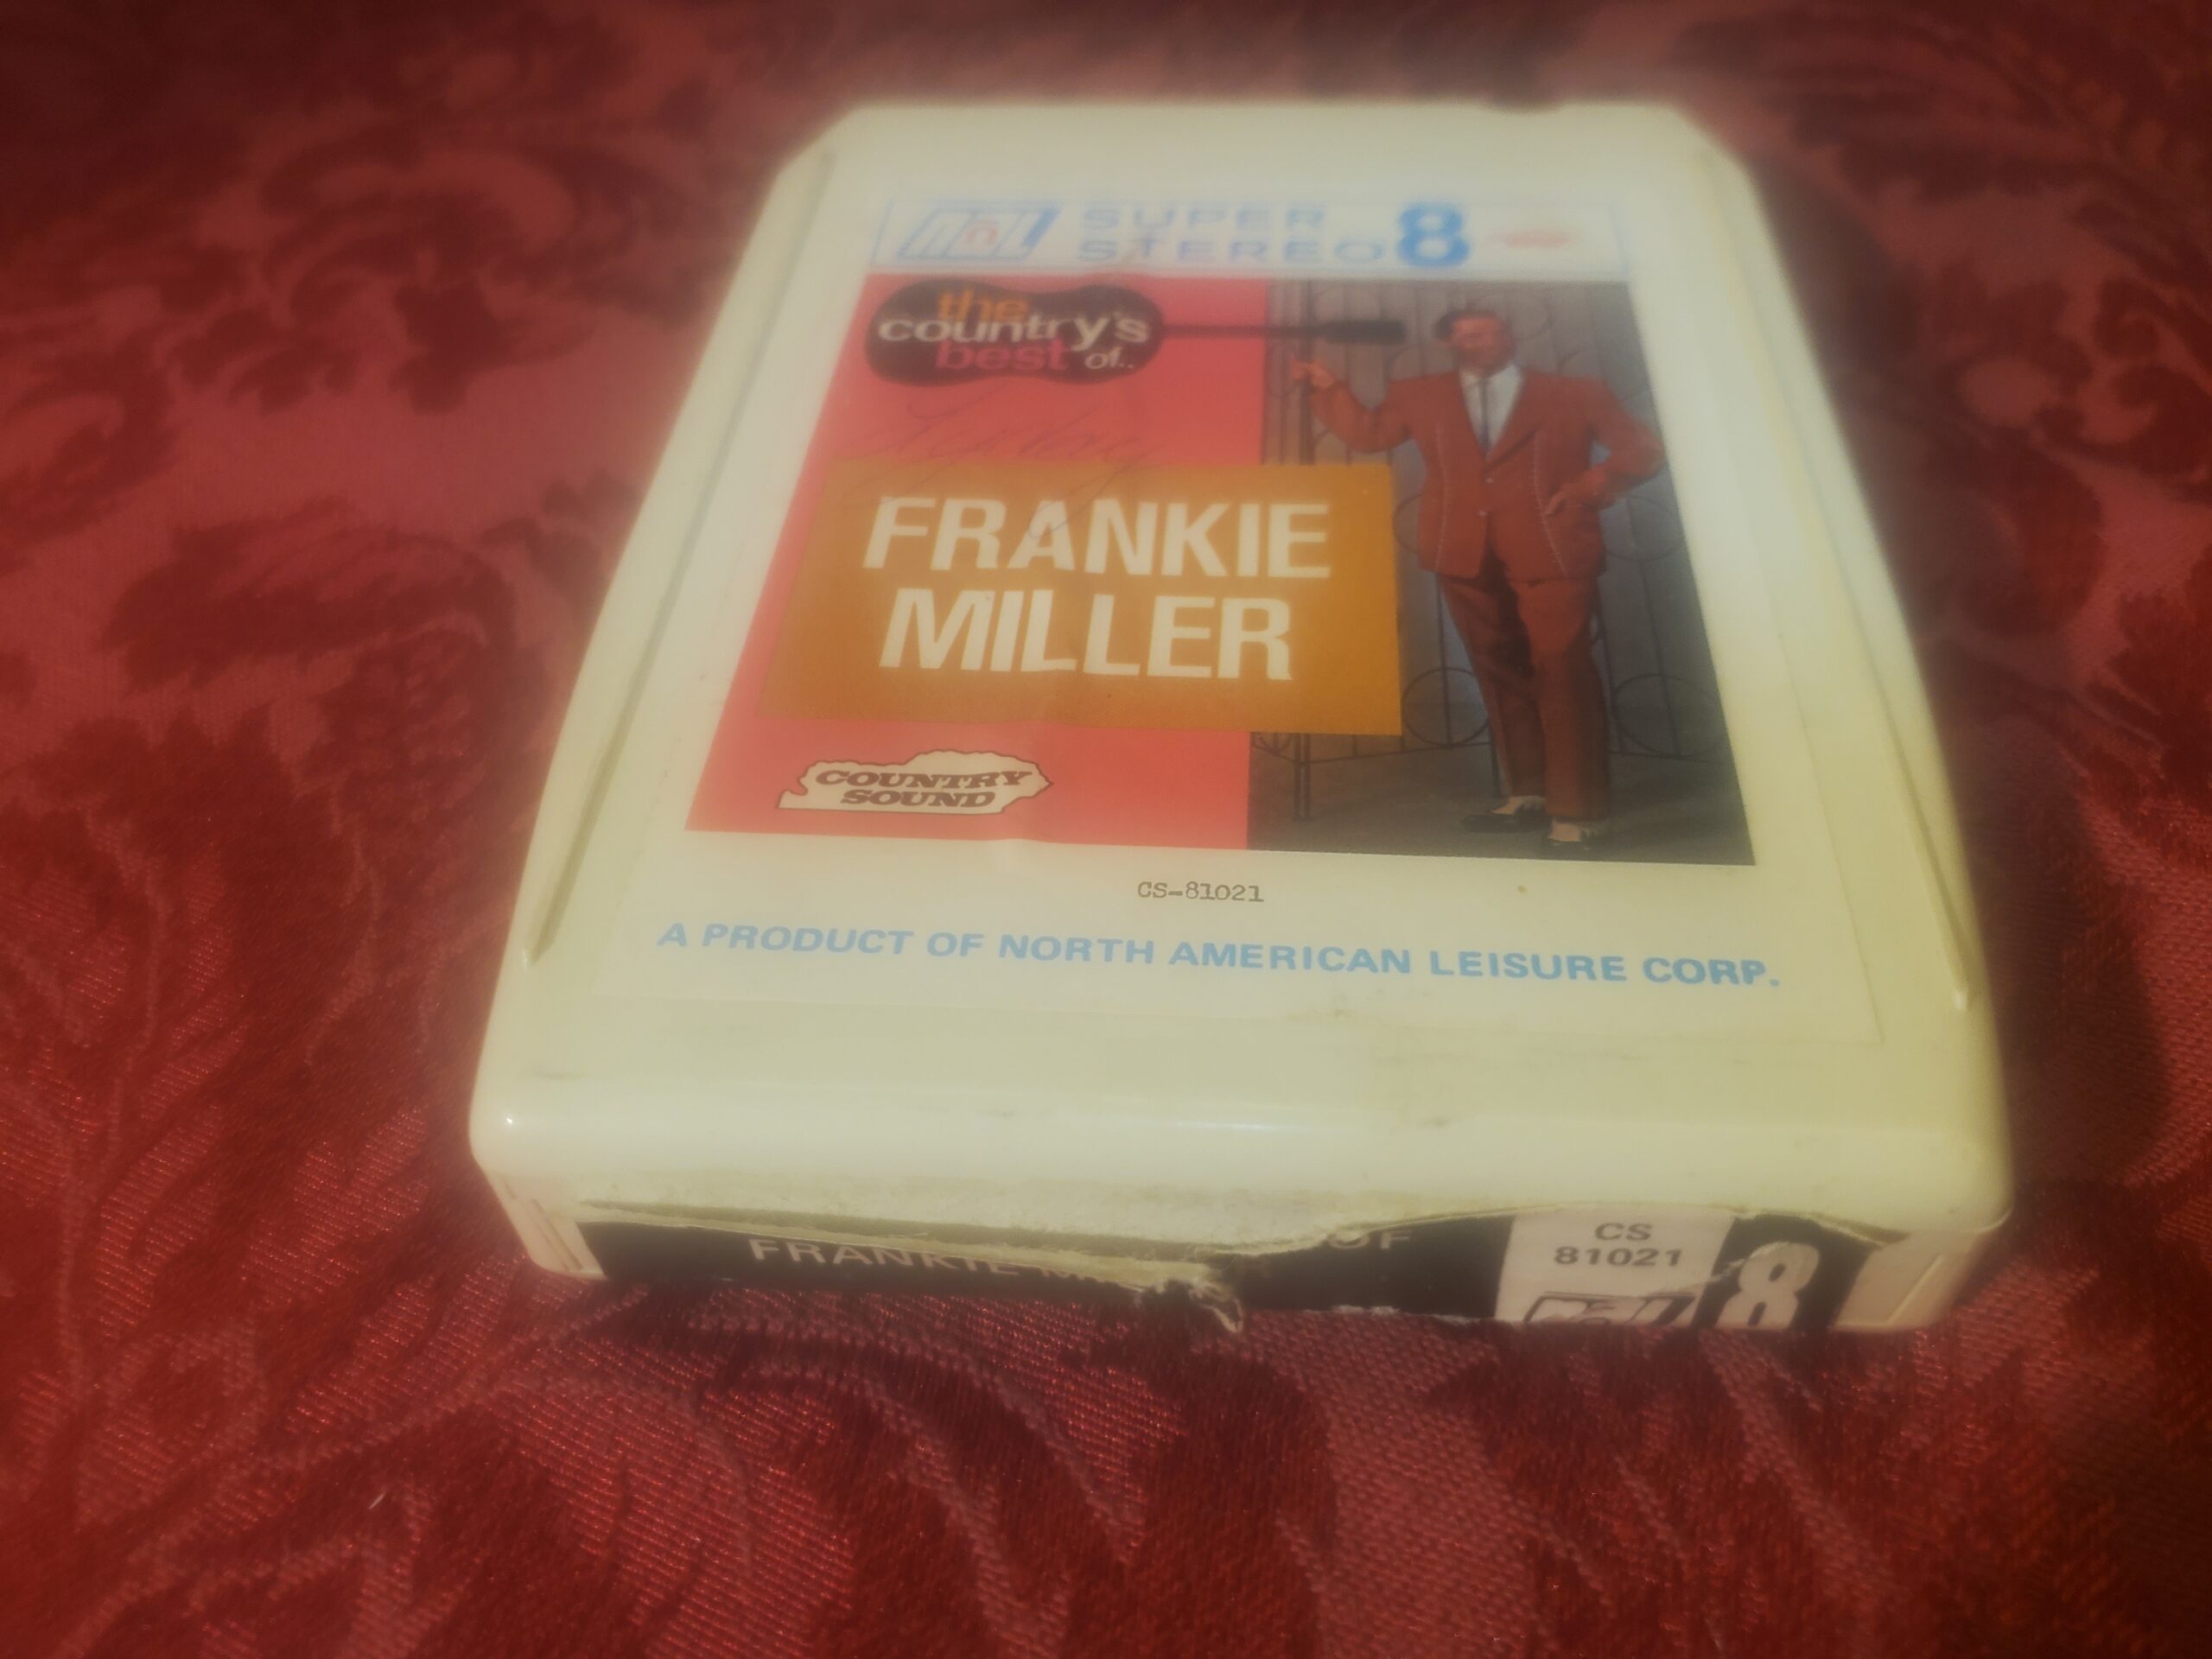 nal
SUPER
STEREO 8
the
country's
best of..
FRANKIE
MILLER
COUNTRY
SOUND
CS-81021
A PRODUCT OF NORTH AMERICAN LEISURE CORP.
OF
FRANKIE
CS
81021
nal
8